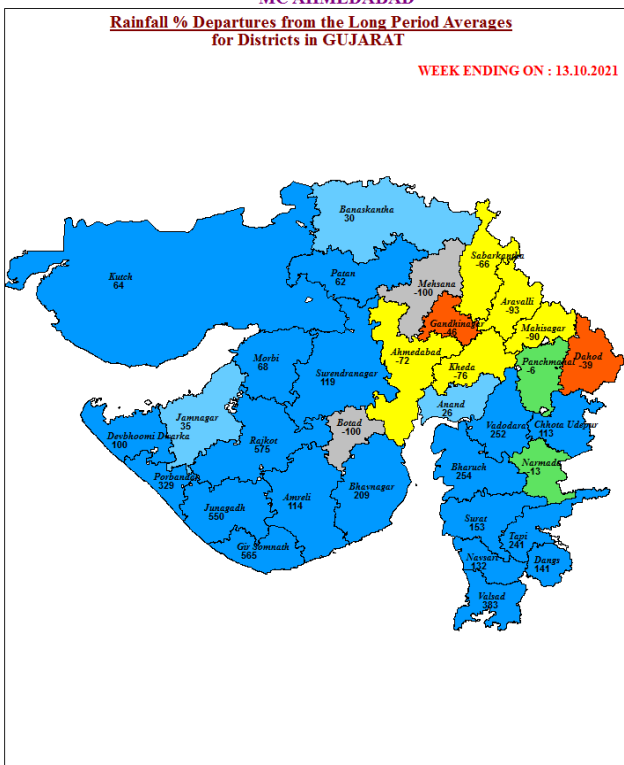 MC AHMEDABAD
Rainfall % Departures from the Long Period Averages
for Districts in GUJARAT
WEEK ENDING ON : 13.10.2021
Banaskantha
30
Kutch
64
Patan
62
Mehsana
-100
Sabarkantha
-66
Aravalli
-93
Gandhinagar
-46
Mahisagar
-90
Ahmedabad
-72
Kheda
-76
Panchmahal
-6
Dahod
-39
Morbi
68
Surendranagar
119
Anand
26
Jamnagar
35
Devbhoomi Dwarka
100
Rajkot
575
Botad
-100
Vadodara
252
Chhota Udepur
113
Porbandar
329
Junagadh
550
Amreli
114
Bhavnagar
209
Bharuch
254
Narmada
-13
Gir Somnath
565
Surat
153
Tapi
241
Navsari
132
Dangs
141
Valsad
383